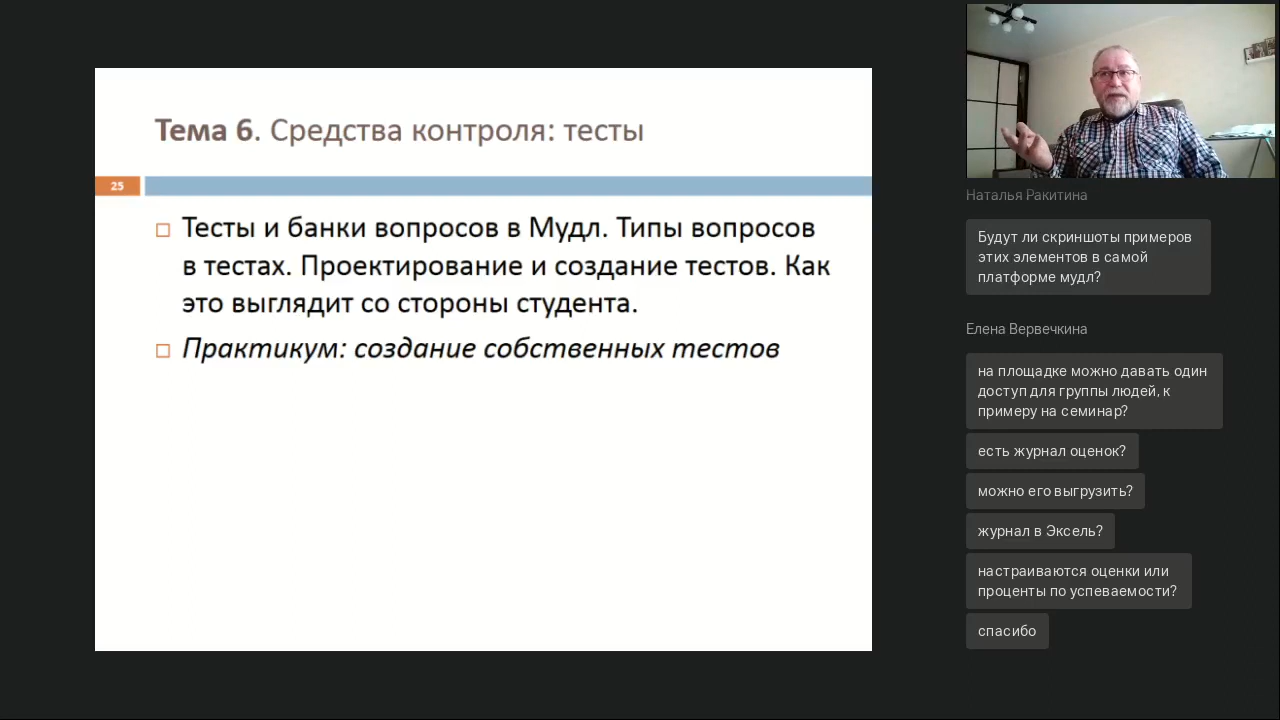 Тема 6. Средства контроля: тесты
25
Тесты и банки вопросов в Мудл. Типы вопросов
в тестах. Проектирование и создание тестов. Как
это выглядит со стороны студента.
Практикум: создание собственных тестов
Наталья Ракитина
Будут ли скриншоты примеров
этих элементов в самой
платформе мудл?
Елена Вервечкина
на площадке можно давать один
доступ для группы людей, к
примеру на семинар?
есть журнал оценок?
можно его выгрузить?
журнал в Эксель?
настраиваются оценки или
проценты по успеваемости?
спасибо